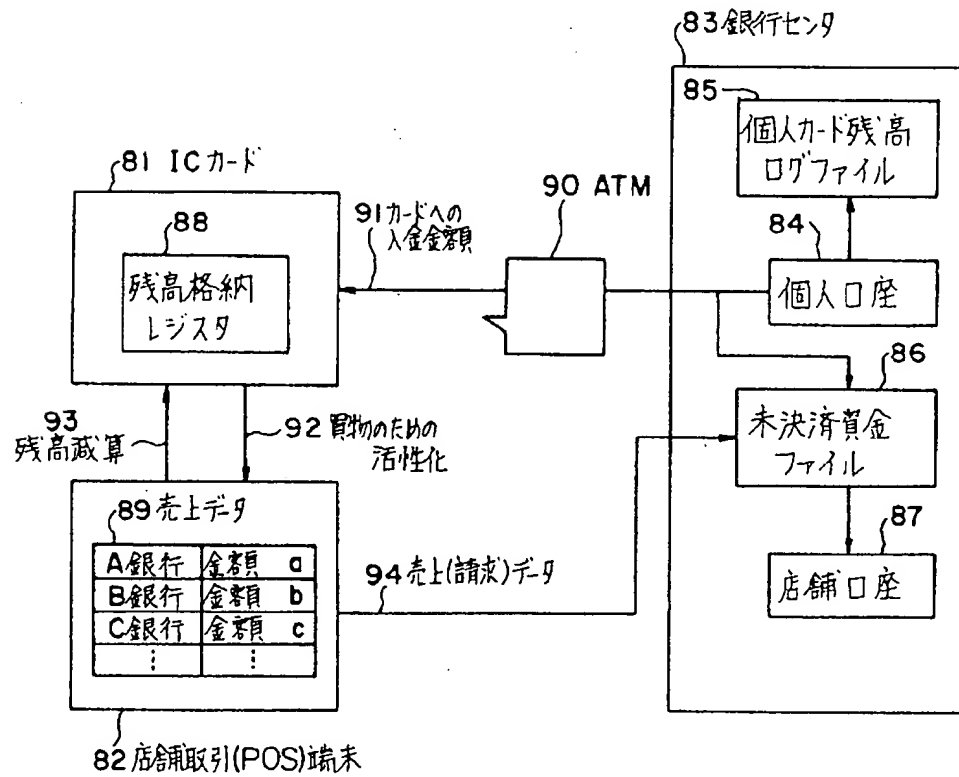 83 銀行センタ
85
個人カード残高
ログファイル
81 ICカード
90 ATM
91 カードへの
入金金額
88
残高格納
レジスタ
84
個人口座
86
未決済資金
ファイル
93
残高減算
92 買物のための
活性化
89 売上データ
A銀行 金額 a
B銀行 金額 b
C銀行 金額 c
⋮ ⋮
94 売上(請求)データ
87
店舗口座
82 店舗取引(POS)端末